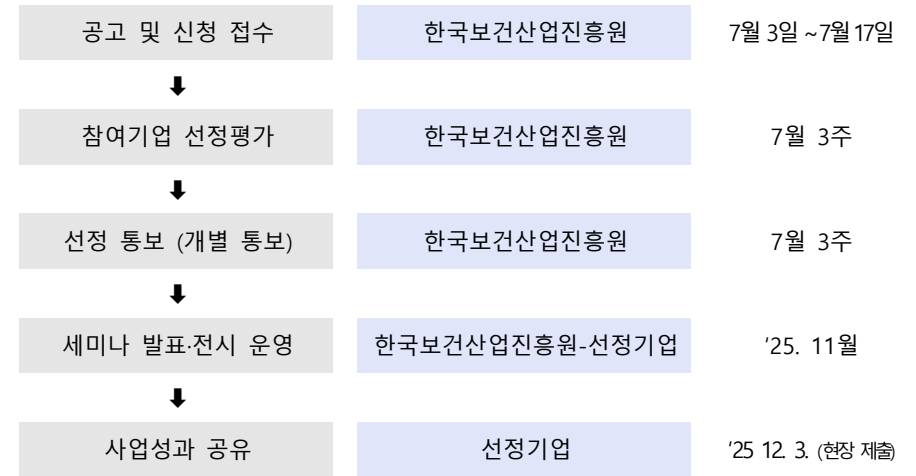 공고 및 신청 접수 한국보건산업진흥원 7월 3일 ~ 7월 17일
⬇
참여기업 선정평가 한국보건산업진흥원 7월 3주
⬇
선정 통보 (개별 통보) 한국보건산업진흥원 7월 3주
⬇
세미나 발표·전시 운영 한국보건산업진흥원-선정기업 '25. 11월
⬇
사업성과 공유 선정기업 '25 12. 3. (현장 제출)